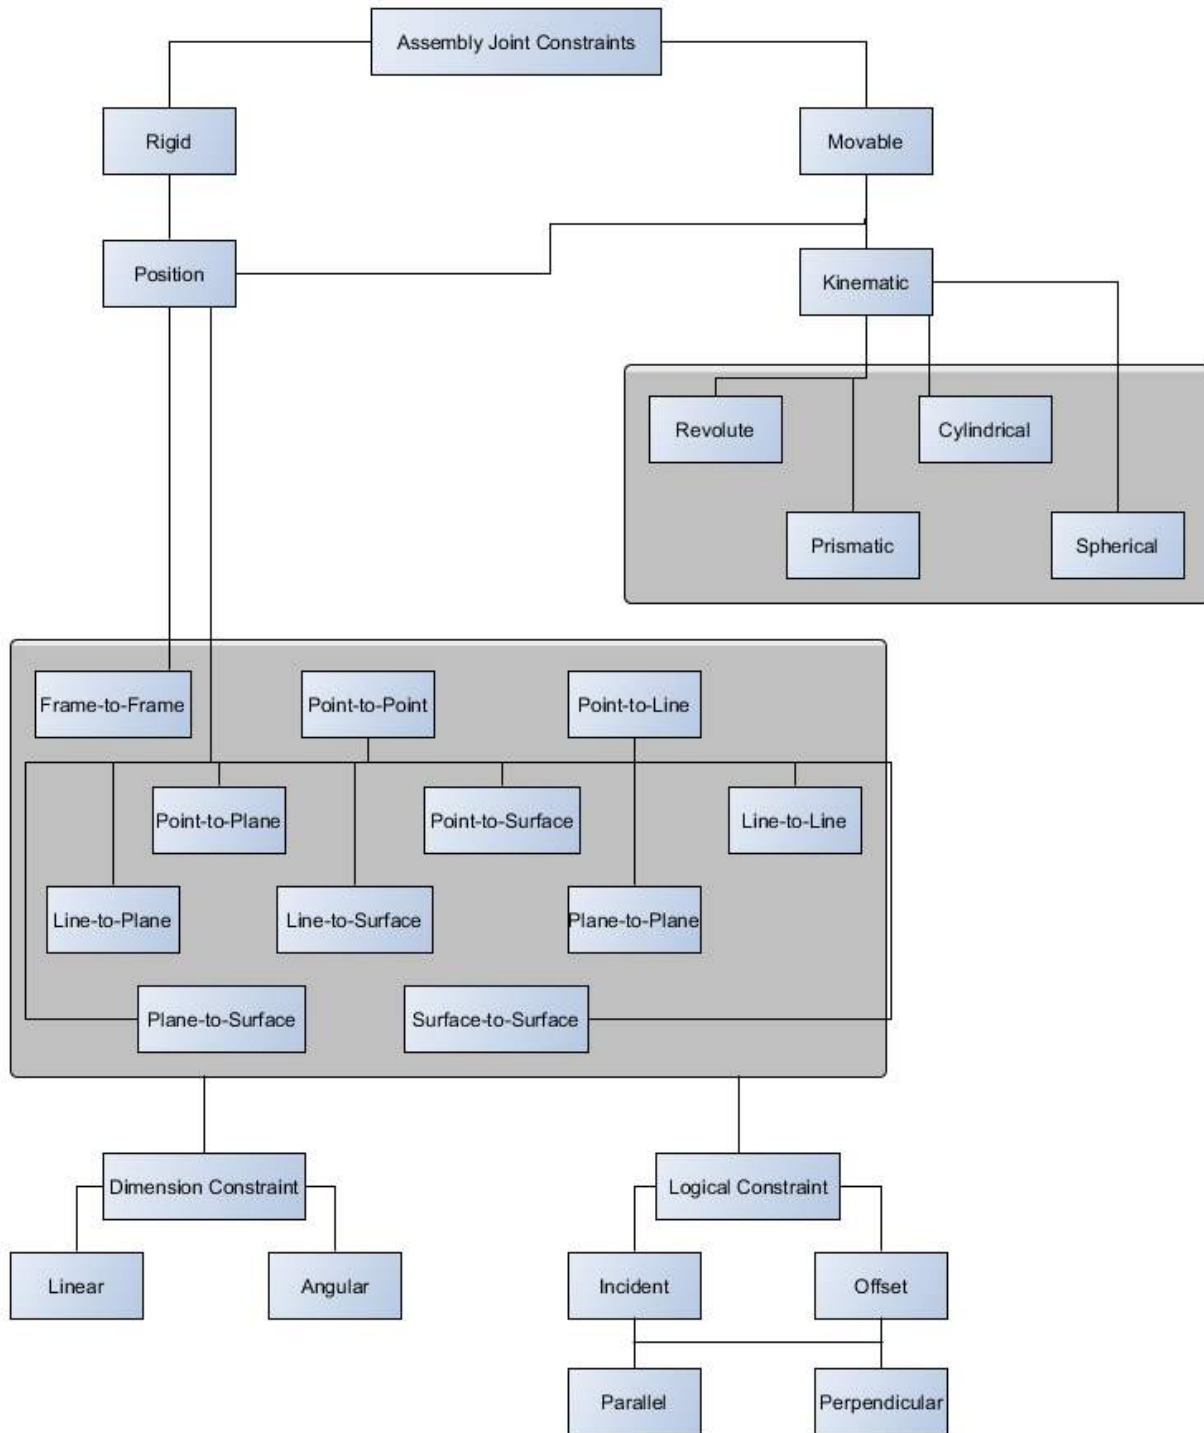 Assembly Joint Constraints
Rigid
Movable
Position
Kinematic
Revolute
Cylindrical
Prismatic
Spherical
Frame-to-Frame
Point-to-Point
Point-to-Line
Point-to-Plane
Point-to-Surface
Line-to-Line
Line-to-Plane
Line-to-Surface
Plane-to-Plane
Plane-to-Surface
Surface-to-Surface
Dimension Constraint
Logical Constraint
Linear
Angular
Incident
Offset
Parallel
Perpendicular